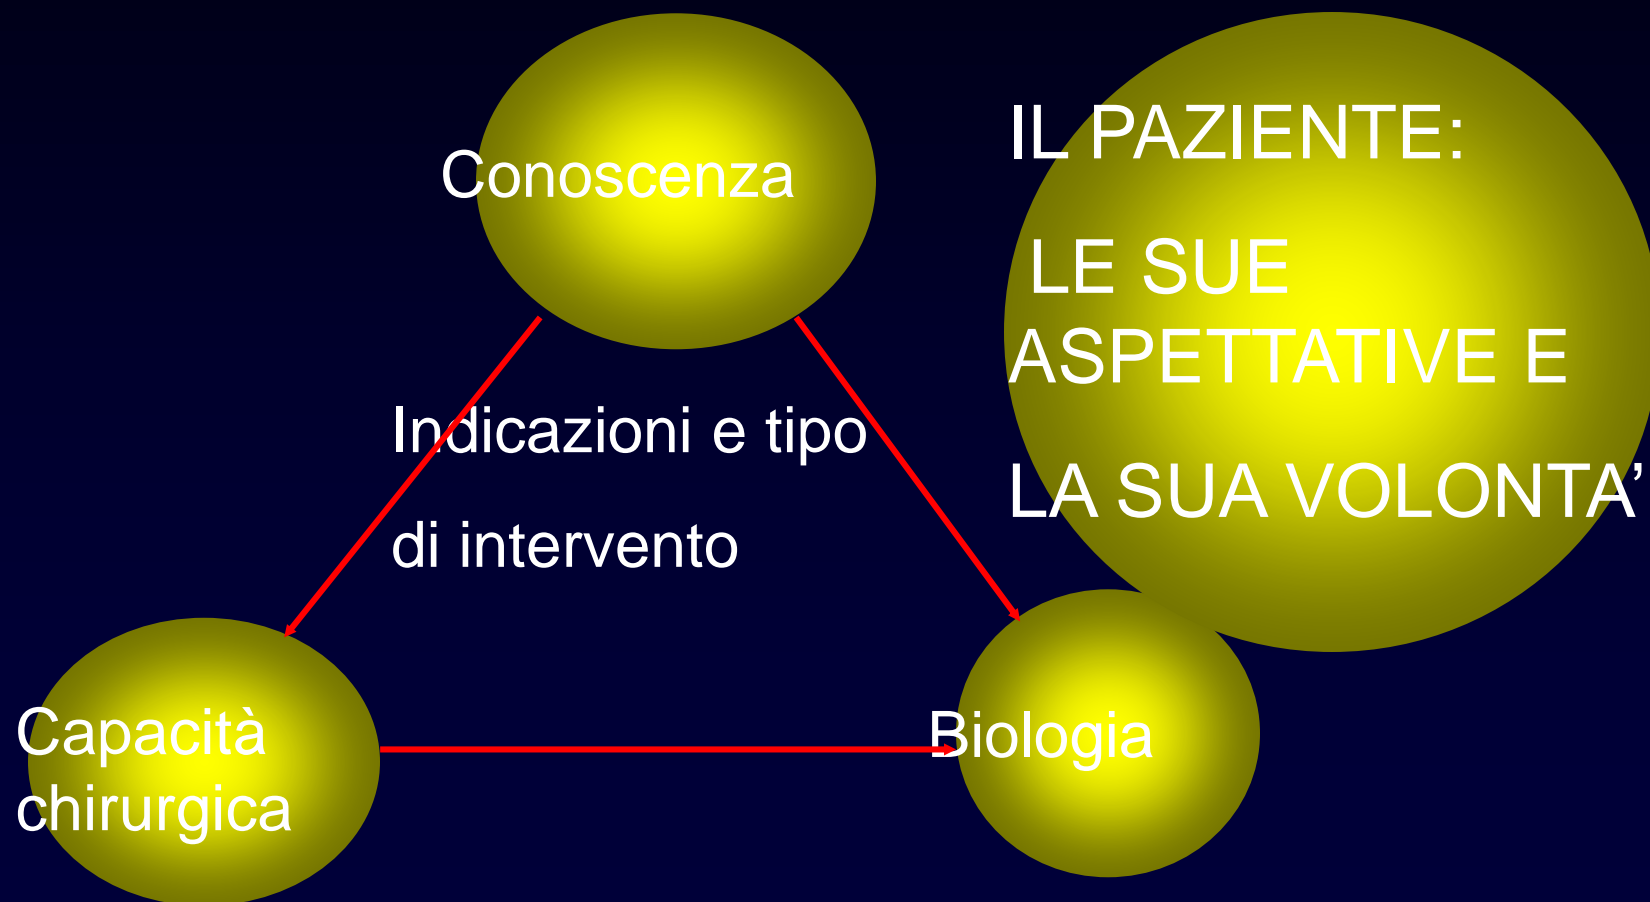 Conoscenza
IL PAZIENTE:
LE SUE
ASPETTATIVE E
LA SUA VOLONTA’
Indicazioni e tipo
di intervento
Capacità
chirurgica
Biologia